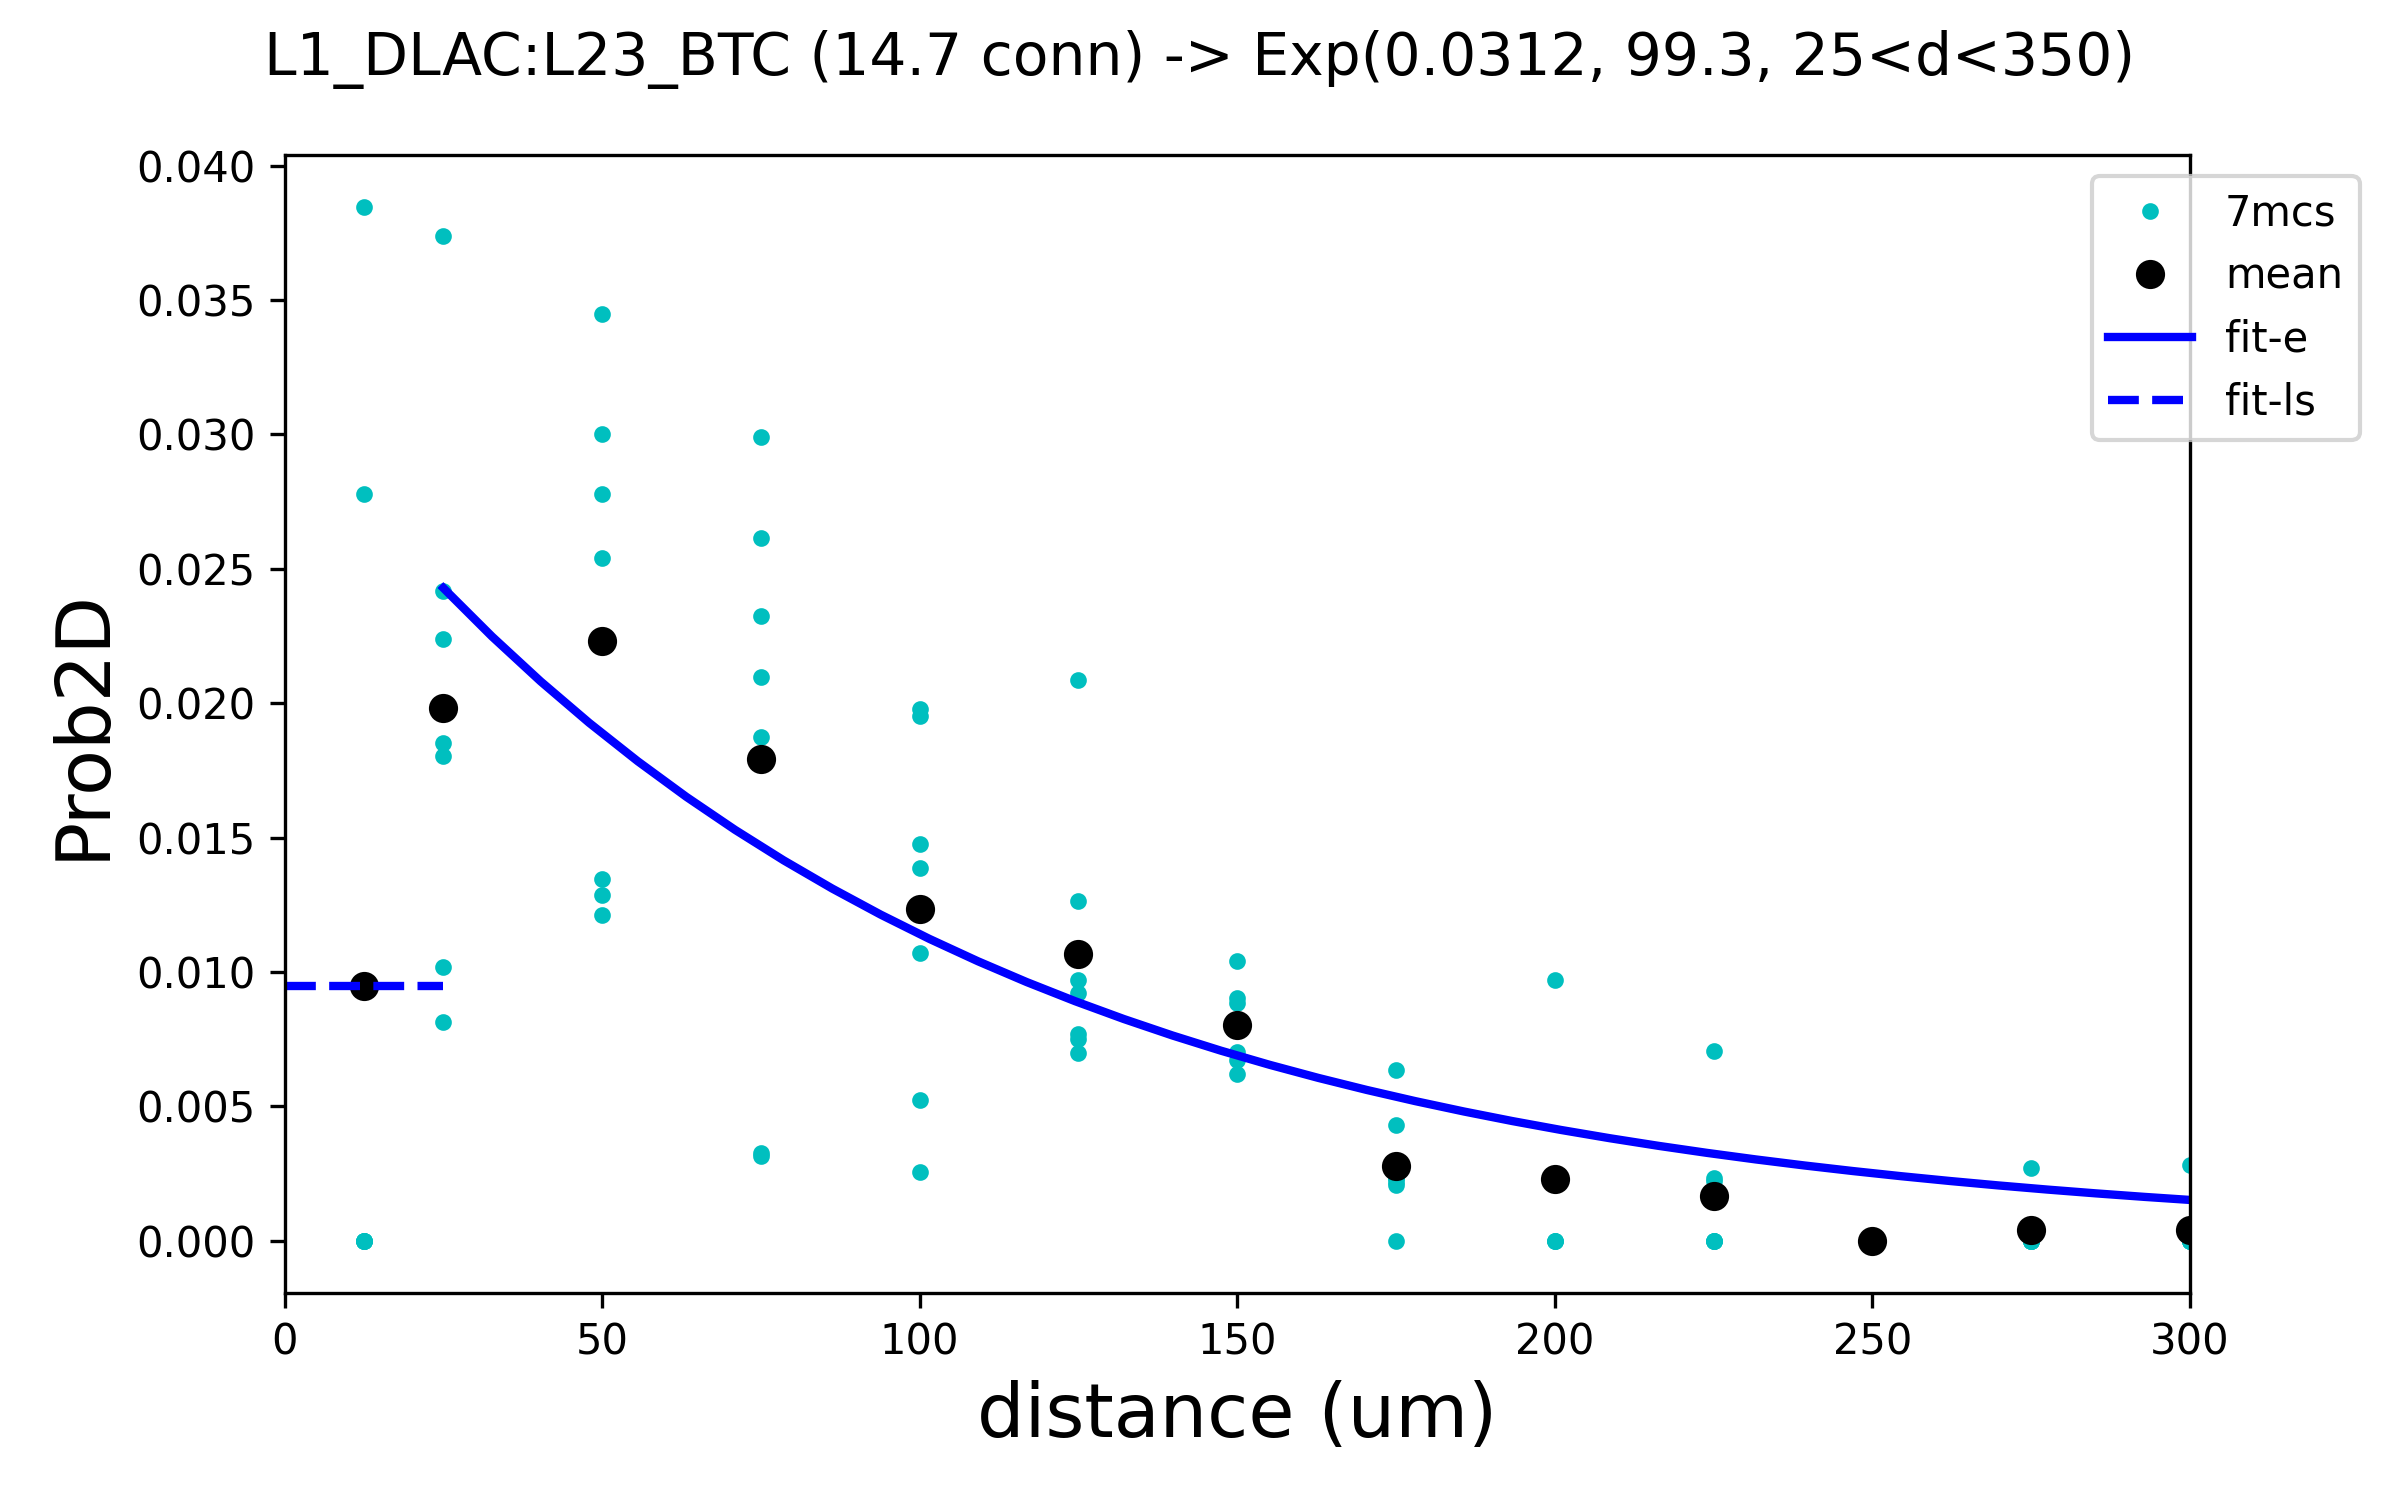 L1_DLAC:L23_BTC (14.7 conn) -> Exp(0.0312, 99.3, 25<d<350)
0.040
0.035
0.030
0.025
0.020
0.015
0.010
0.005
0.000
Prob2D
7mcs
mean
fit-e
fit-ls
0 50 100 150 200 250 300
distance (um)